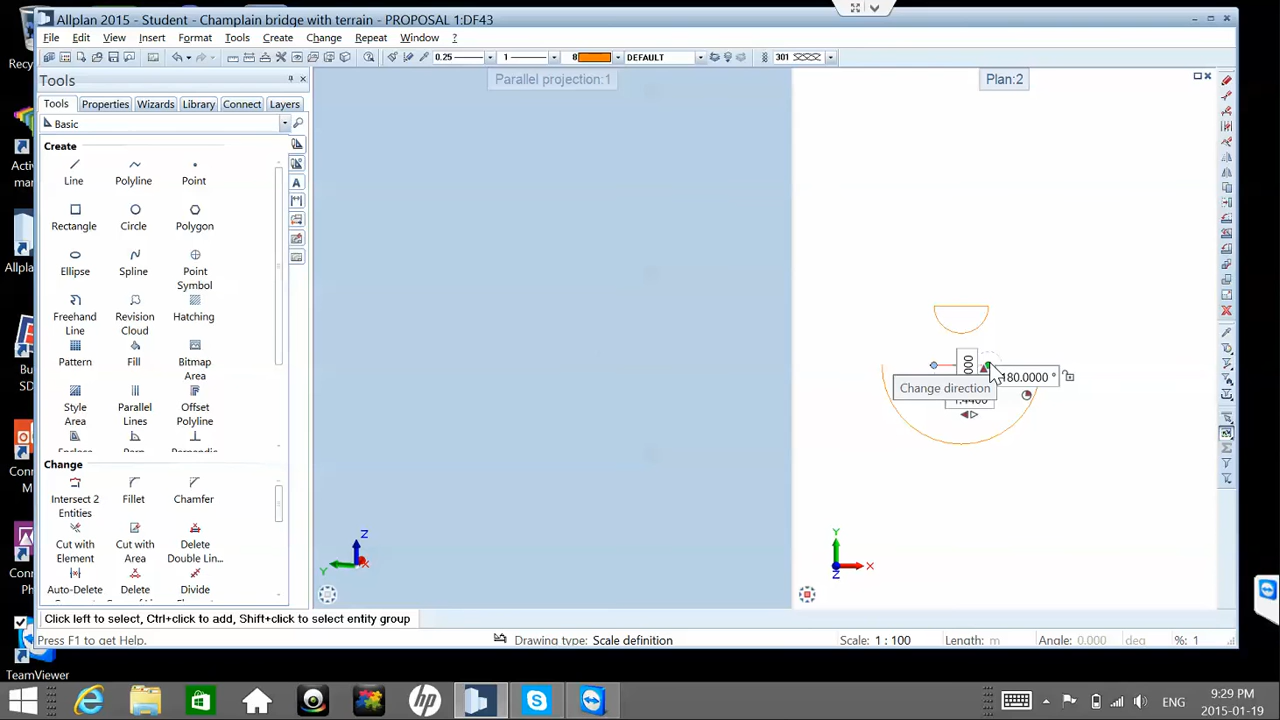 Allplan 2015 - Student - Champlain bridge with terrain - PROPOSAL 1:DF43
File Edit View Insert Format Tools Create Change Repeat Window ?
0.25 1 8 DEFAULT 301
Tools
Parallel projection:1
Plan:2
Tools Properties Wizards Library Connect Layers
Basic
Create
Line Polyline Point
Rectangle Circle Polygon
Ellipse Spline Point
Symbol
Freehand Revision Hatching
Line Cloud
Pattern Fill Bitmap
Area
Style Parallel Offset
Area Lines Polyline
Change
Intersect 2 Fillet Chamfer
Entities
Cut with Cut with Delete
Element Area Double Lin...
Auto-Delete Delete Divide
180.0000 °
Change direction
Z
Y
Y
X
Z
Click left to select, Ctrl+click to add, Shift+click to select entity group
Press F1 to get Help.
Drawing type: Scale definition
Scale: 1 : 100
Length: m
Angle: 0.000 deg
%: 1
TeamViewer
hp
ENG
9:29 PM
2015-01-19